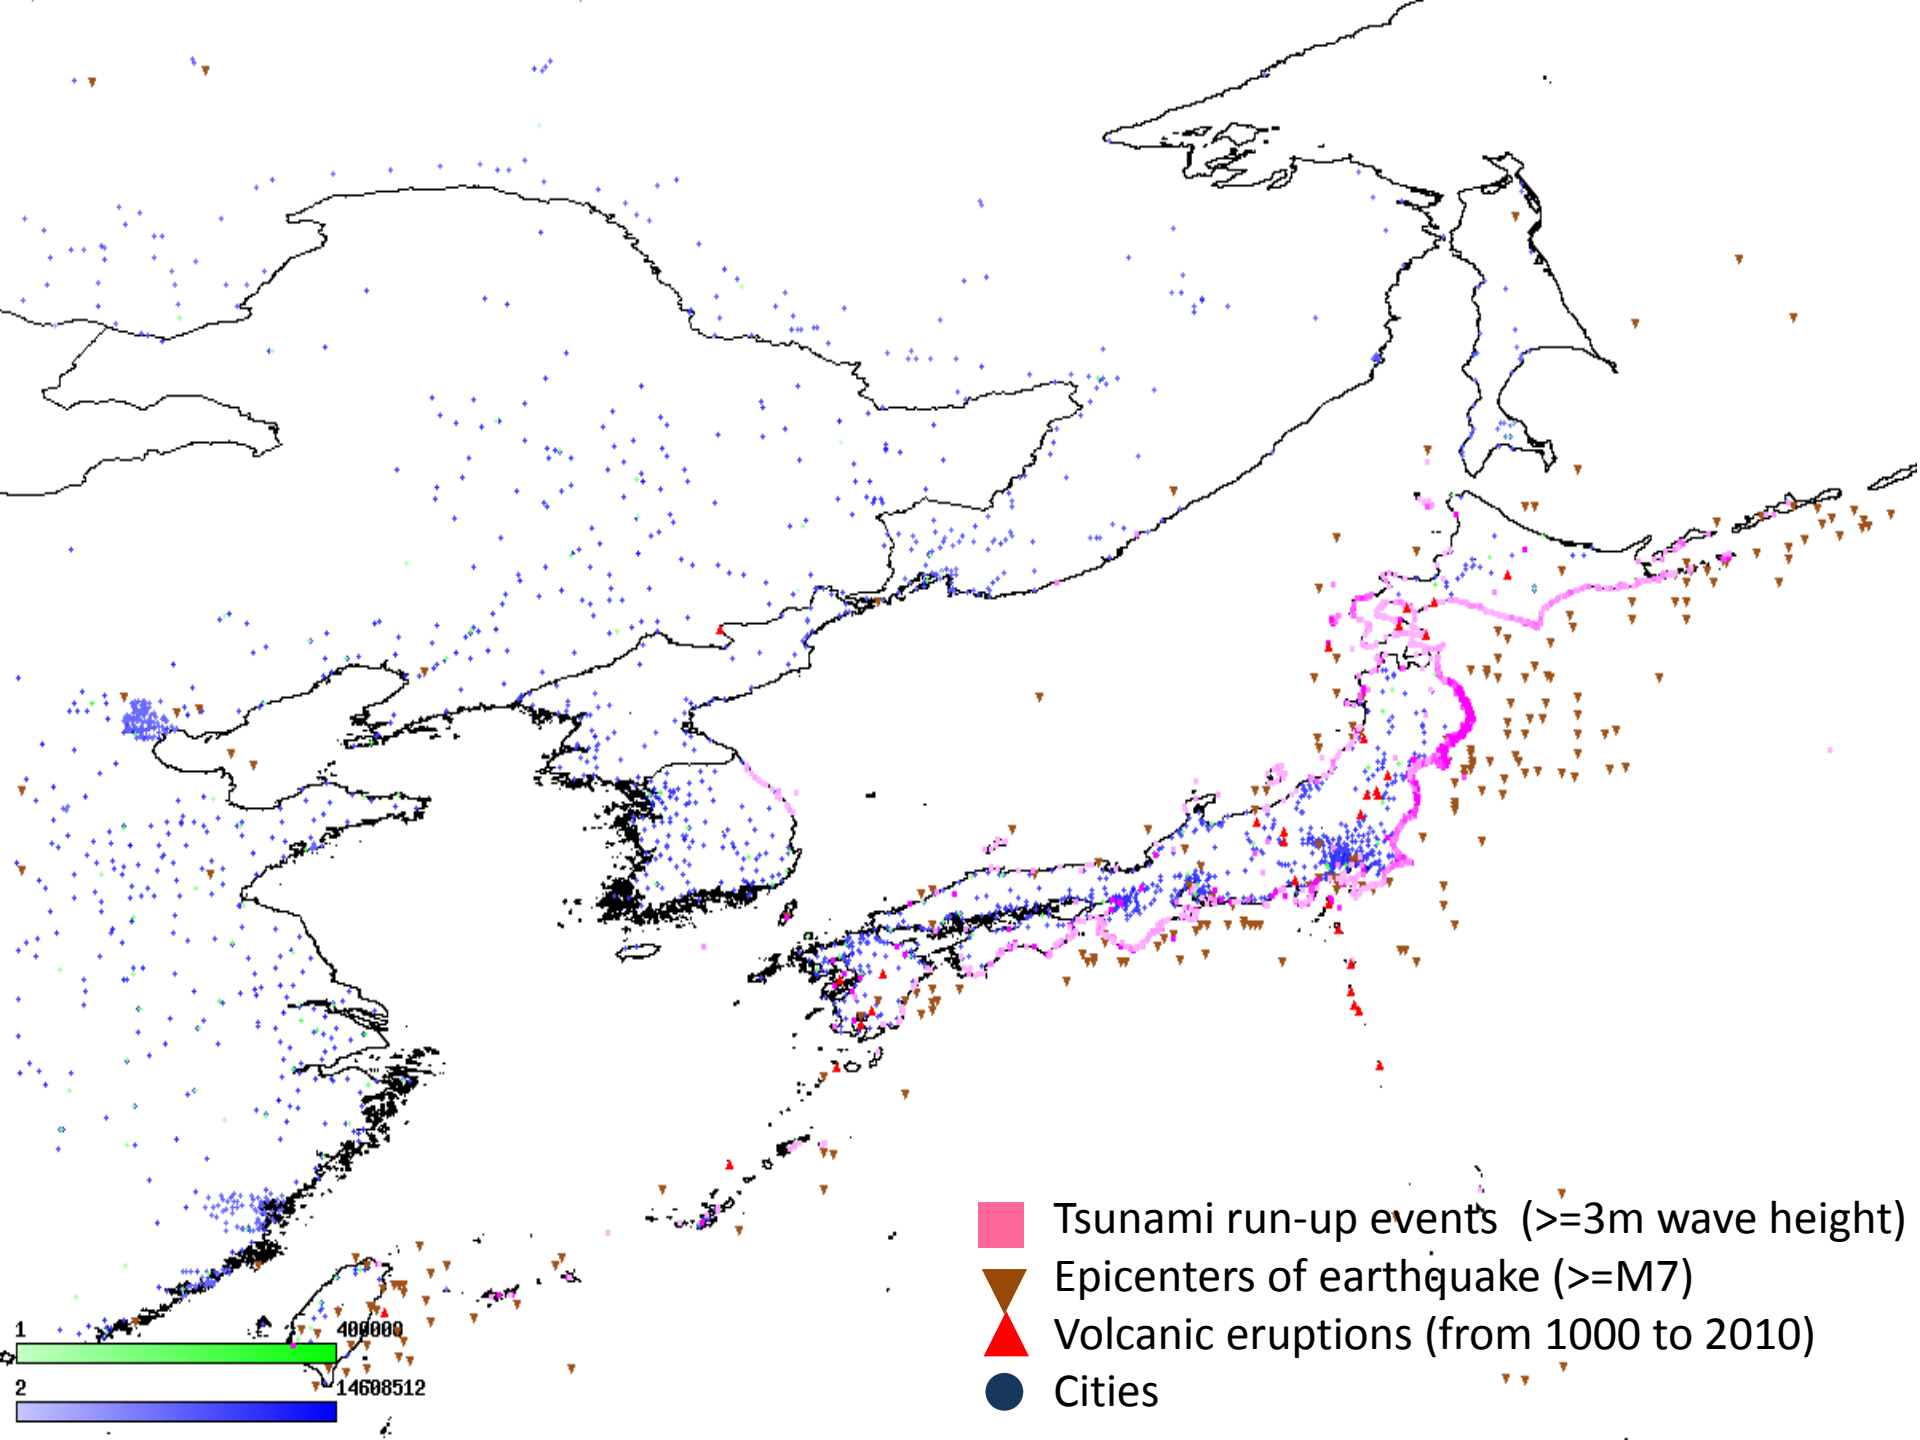 Tsunami run-up events (>=3m wave height)
Epicenters of earthquake (>=M7)
Volcanic eruptions (from 1000 to 2010)
Cities
1 400000
2 14608512